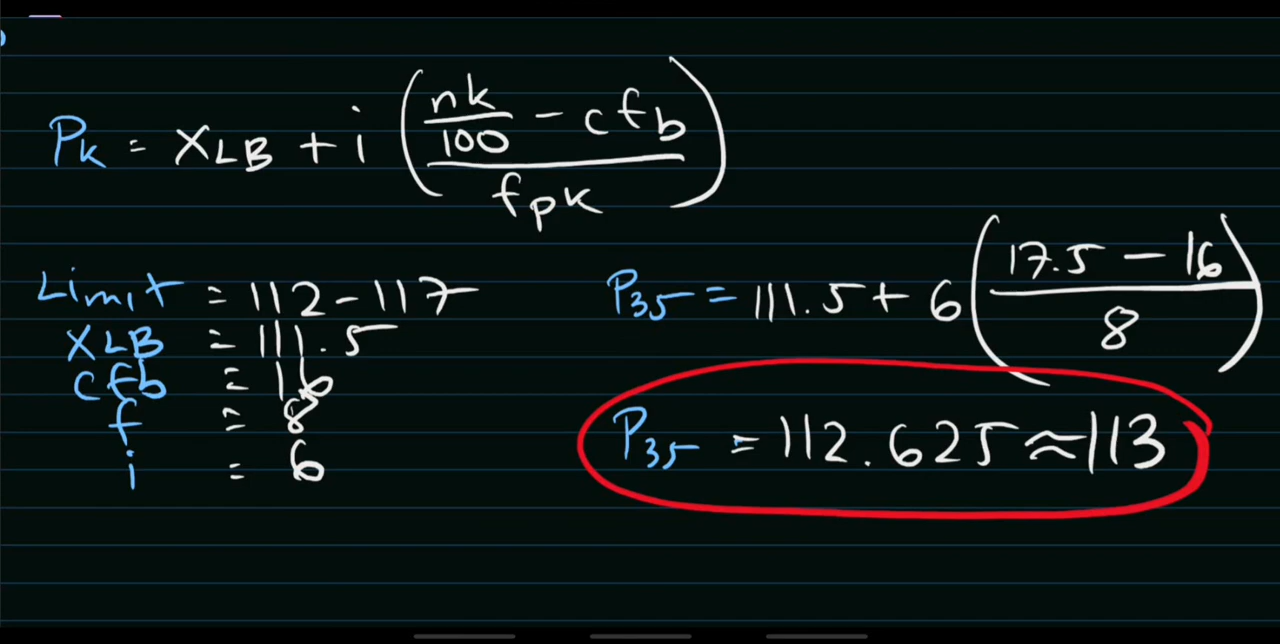 Pk = XLB + i ( (nk/100 - cfb) / fpk )
Limit = 112-117
XLB = 111.5
cfb = 16
f = 8
i = 6
P35 = 111.5 + 6 ( (17.5 - 16) / 8 )
P35 = 112.625 ≈ 113